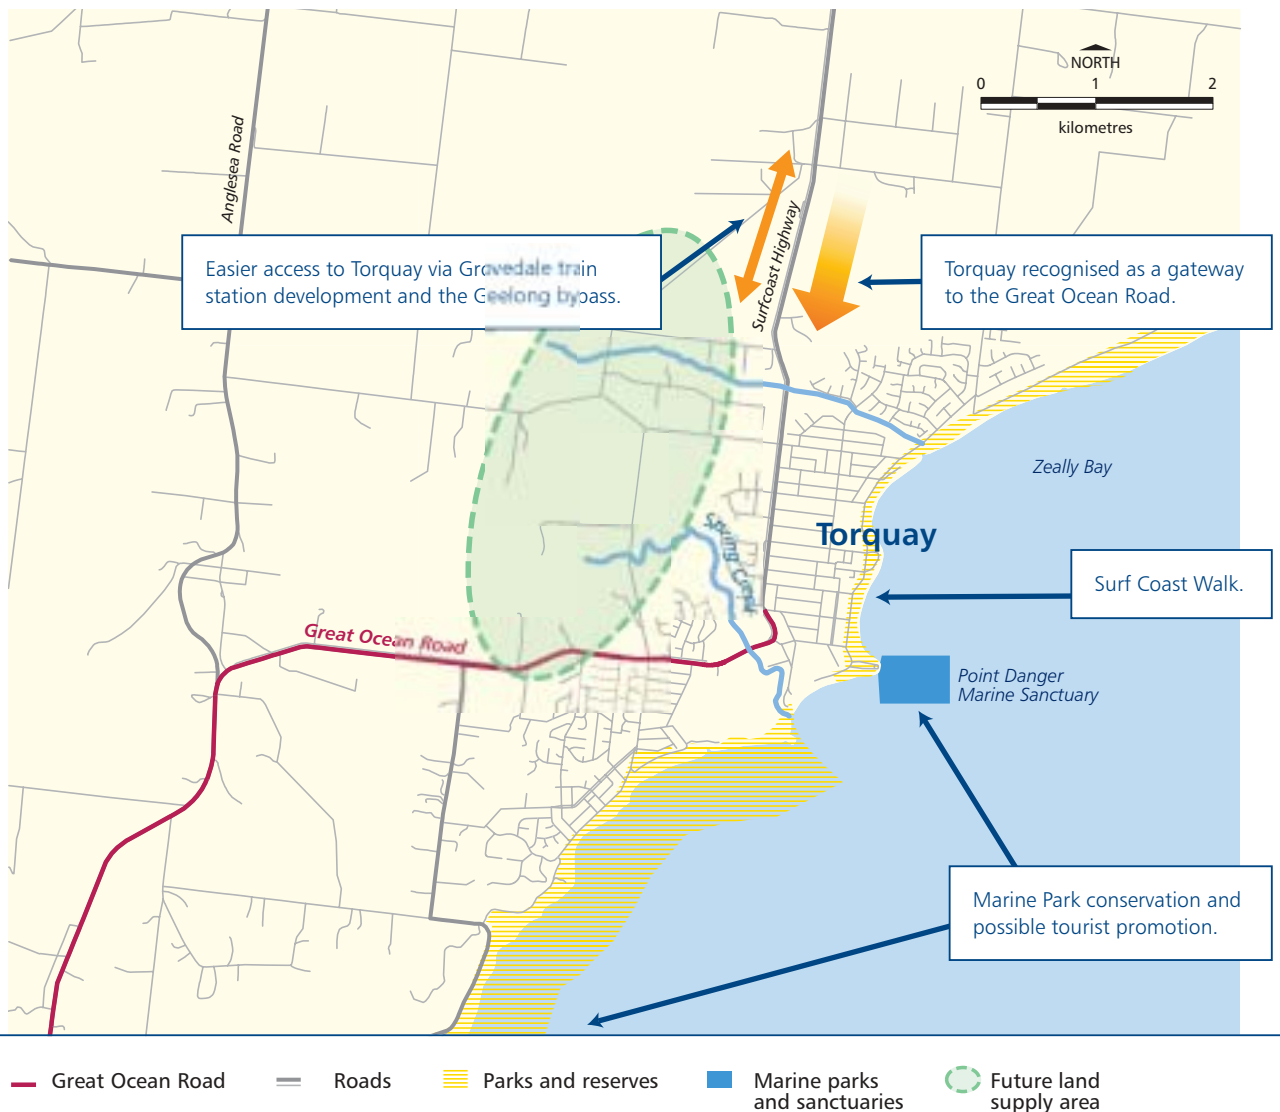 NORTH
0 1 2
kilometres
Anglesea Road
Surfcoast Highway
Easier access to Torquay via Grovedale train
station development and the Geelong bypass.
Torquay recognised as a gateway
to the Great Ocean Road.
Zeally Bay
Spring Creek
Torquay
Surf Coast Walk.
Great Ocean Road
Point Danger
Marine Sanctuary
Marine Park conservation and
possible tourist promotion.
Great Ocean Road
Roads
Parks and reserves
Marine parks
and sanctuaries
Future land
supply area